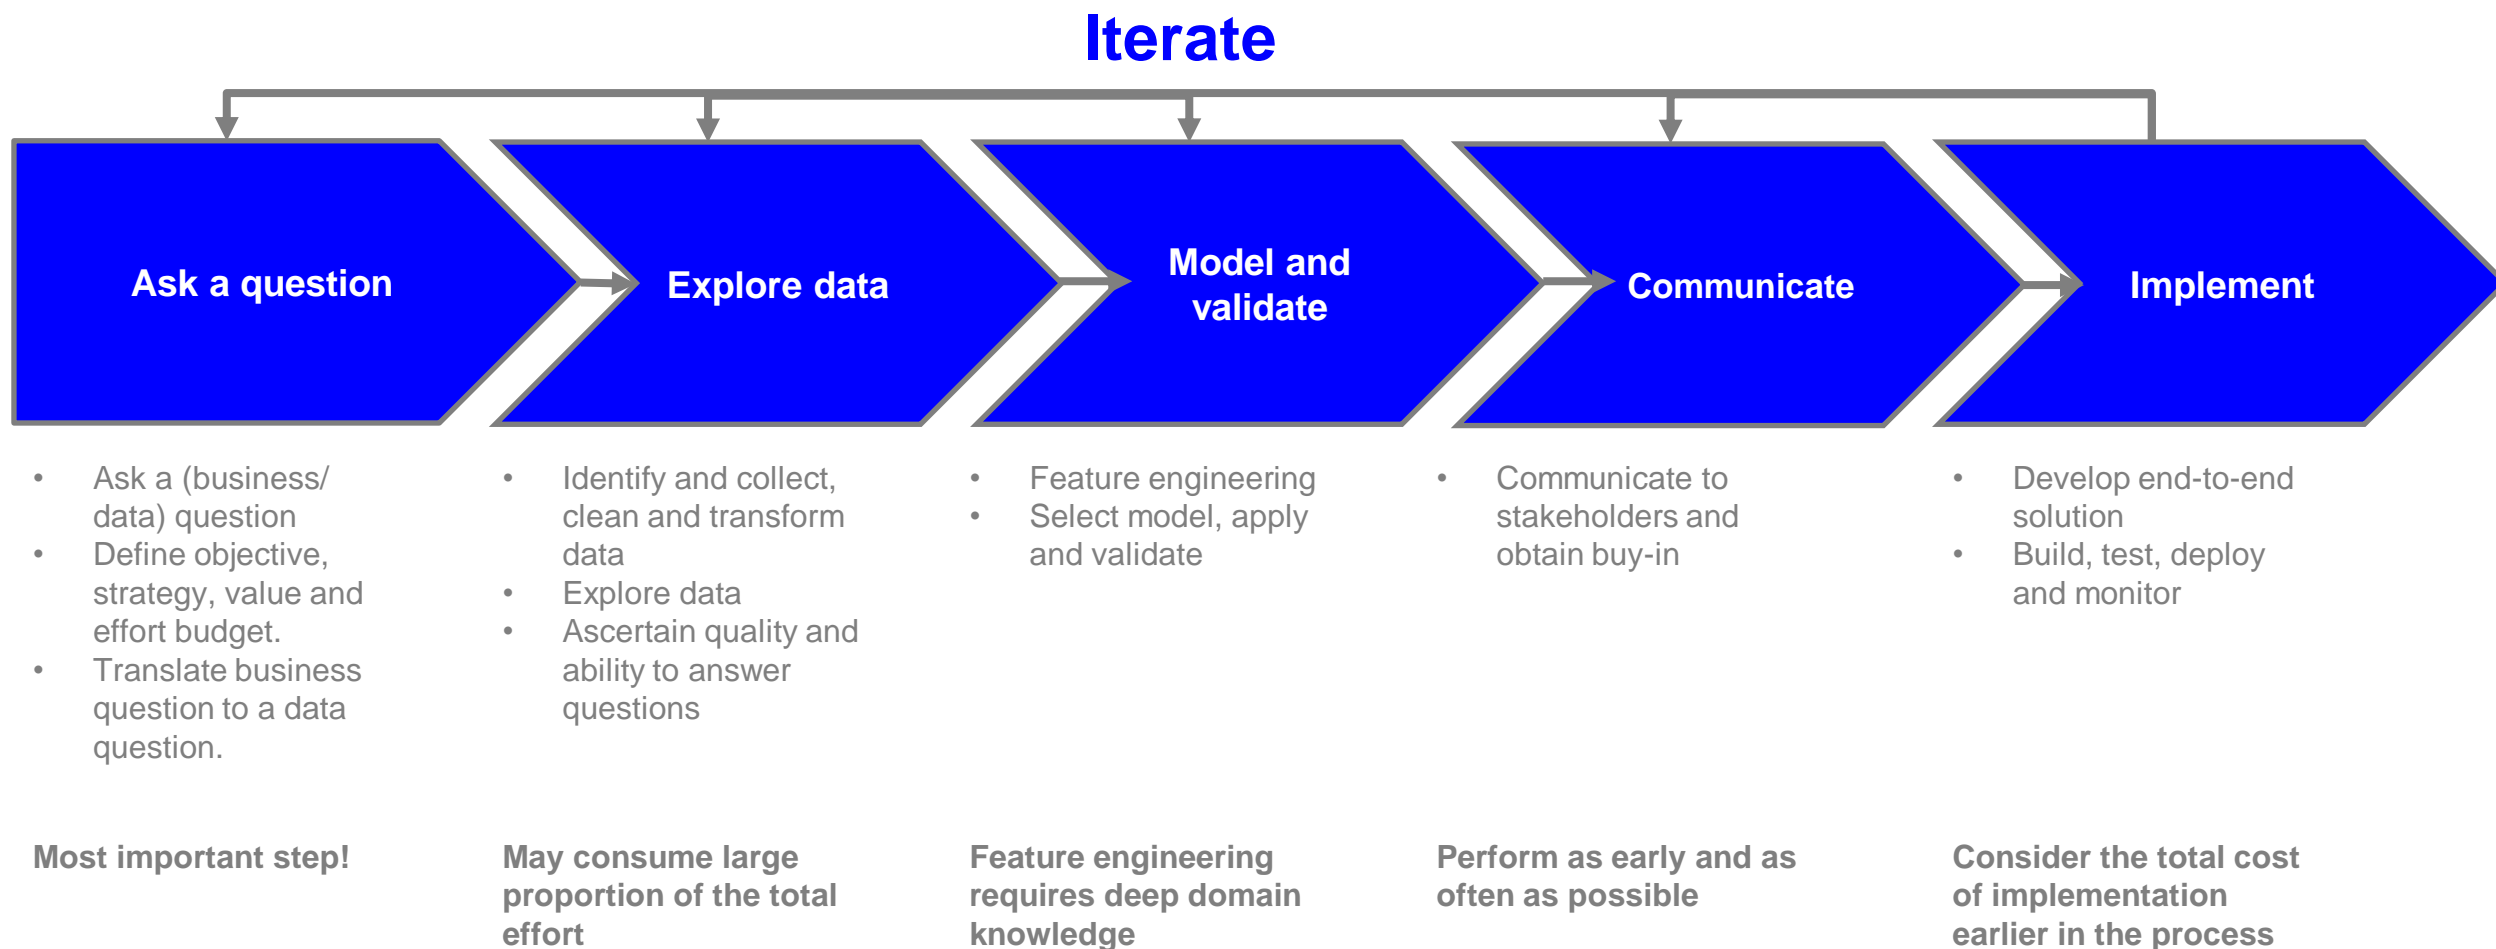 Iterate
Ask a question
Explore data
Model and
validate
Communicate
Implement
• Ask a (business/
data) question
• Define objective,
strategy, value and
effort budget.
• Translate business
question to a data
question.
• Identify and collect,
clean and transform
data
• Explore data
• Ascertain quality and
ability to answer
questions
• Feature engineering
• Select model, apply
and validate
• Communicate to
stakeholders and
obtain buy-in
• Develop end-to-end
solution
• Build, test, deploy
and monitor
Most important step!
May consume large
proportion of the total
effort
Feature engineering
requires deep domain
knowledge
Perform as early and as
often as possible
Consider the total cost
of implementation
earlier in the process